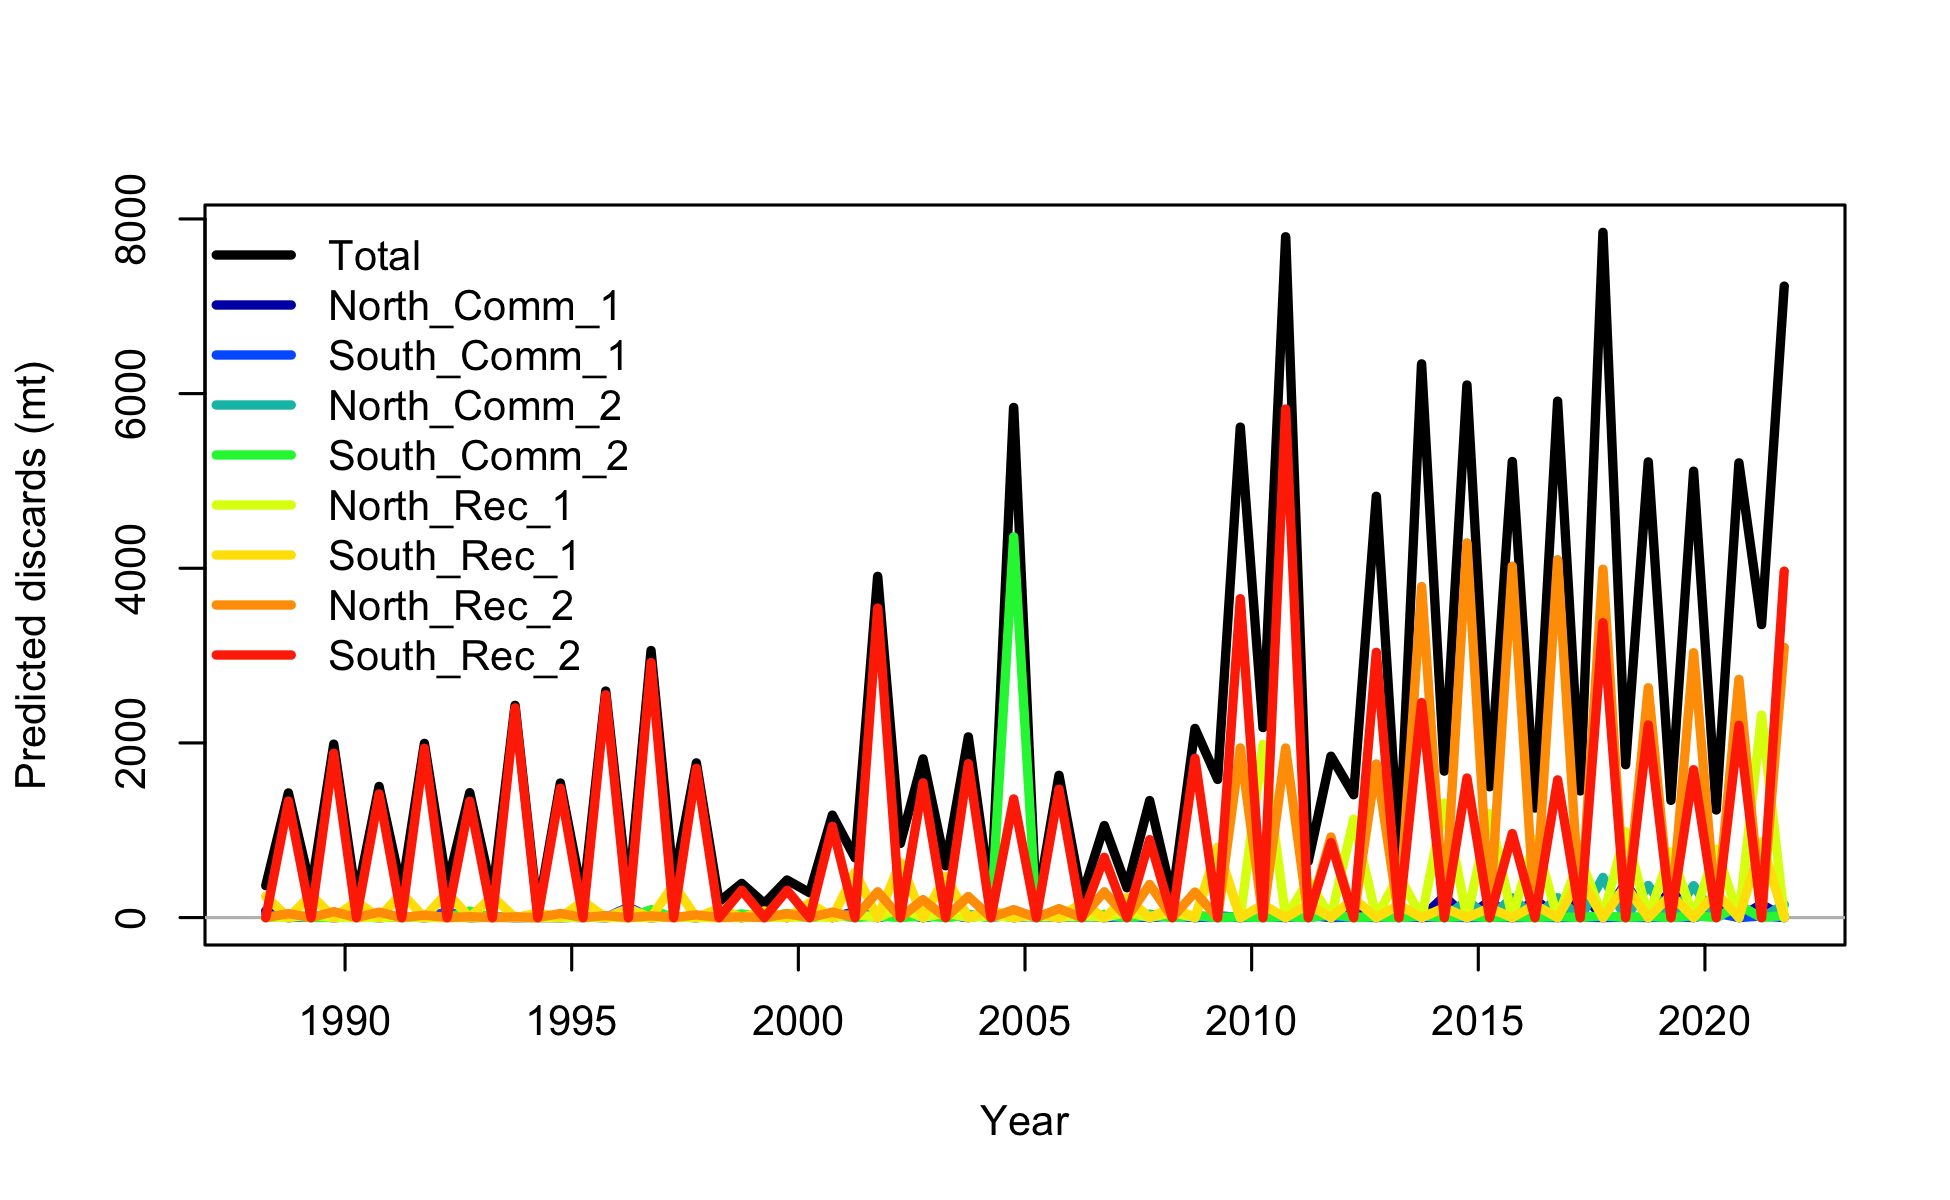 Total
North_Comm_1
South_Comm_1
North_Comm_2
South_Comm_2
North_Rec_1
South_Rec_1
North_Rec_2
South_Rec_2
Predicted discards (mt)
8000
6000
4000
2000
0
1990 1995 2000 2005 2010 2015 2020
Year